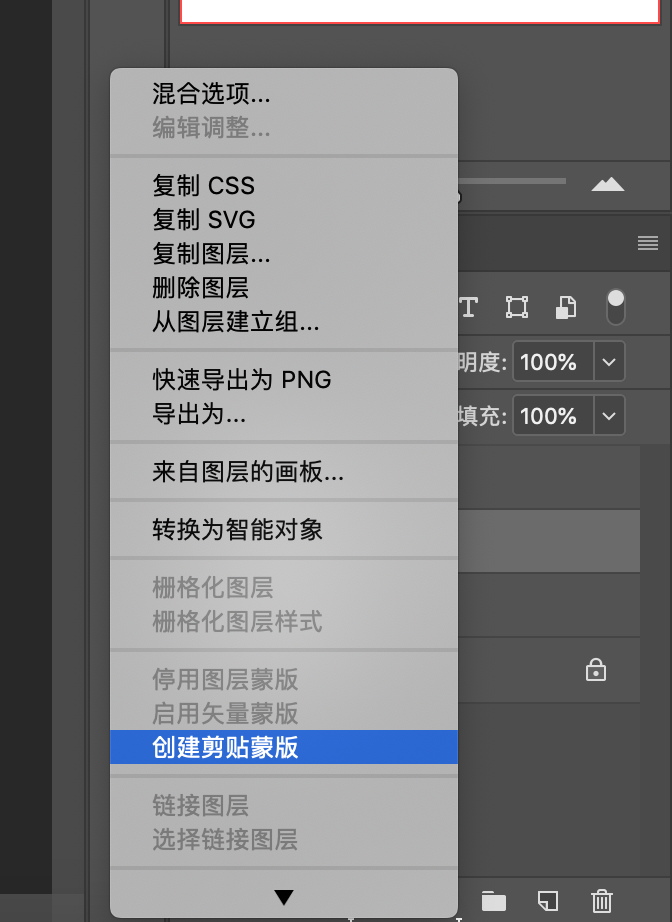 混合选项...
编辑调整...
复制 CSS
复制 SVG
复制图层...
删除图层
从图层建立组...
T
明度: 100%
快速导出为 PNG
导出为...
填充: 100%
来自图层的画板...
转换为智能对象
栅格化图层
栅格化图层样式
停用图层蒙版
启用矢量蒙版
创建剪贴蒙版
链接图层
选择链接图层